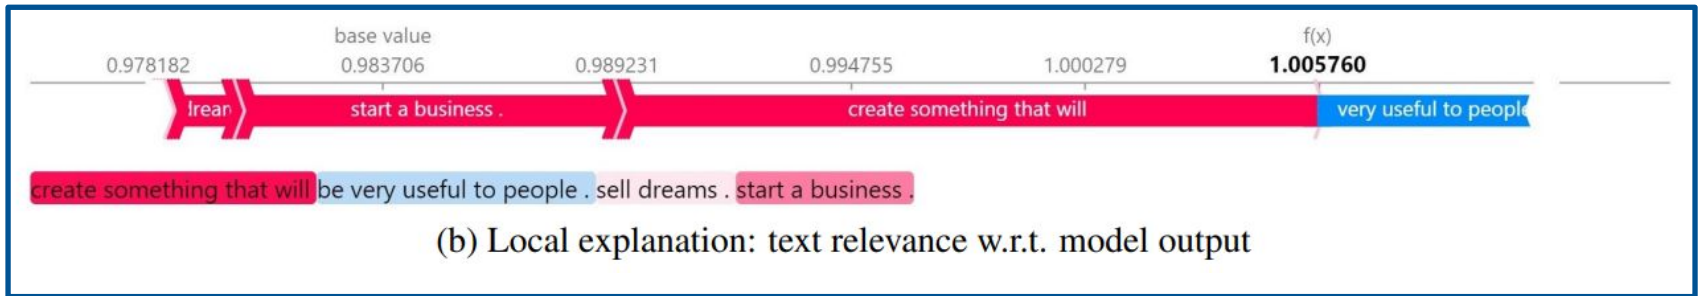 base value f(x)
0.978182 0.983706 0.989231 0.994755 1.000279 1.005760
start a business . create something that will very useful to people
create something that will be very useful to people . sell dreams . start a business .
(b) Local explanation: text relevance w.r.t. model output